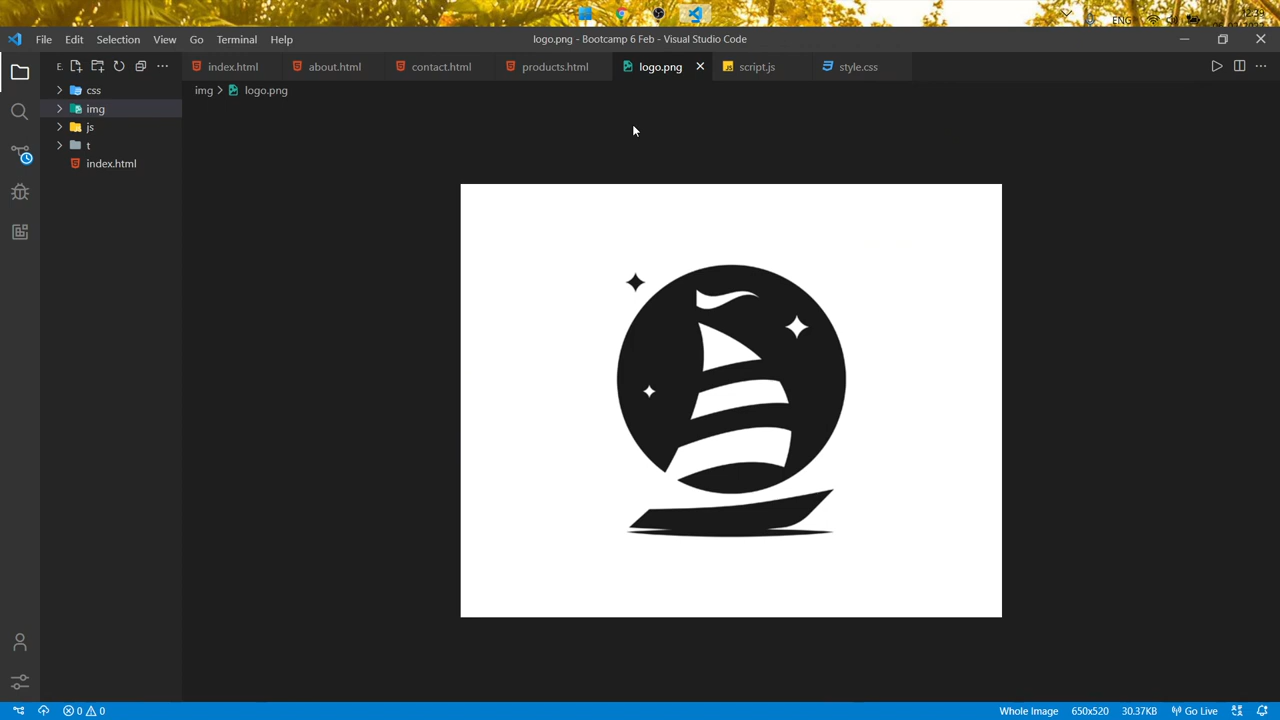 ENG
File Edit Selection View Go Terminal Help
logo.png - Bootcamp 6 Feb - Visual Studio Code
E
index.html about.html contact.html products.html logo.png script.js style.css
css
img > logo.png
img
js
t
index.html
0 0
Whole Image 650x520 30.37KB Go Live